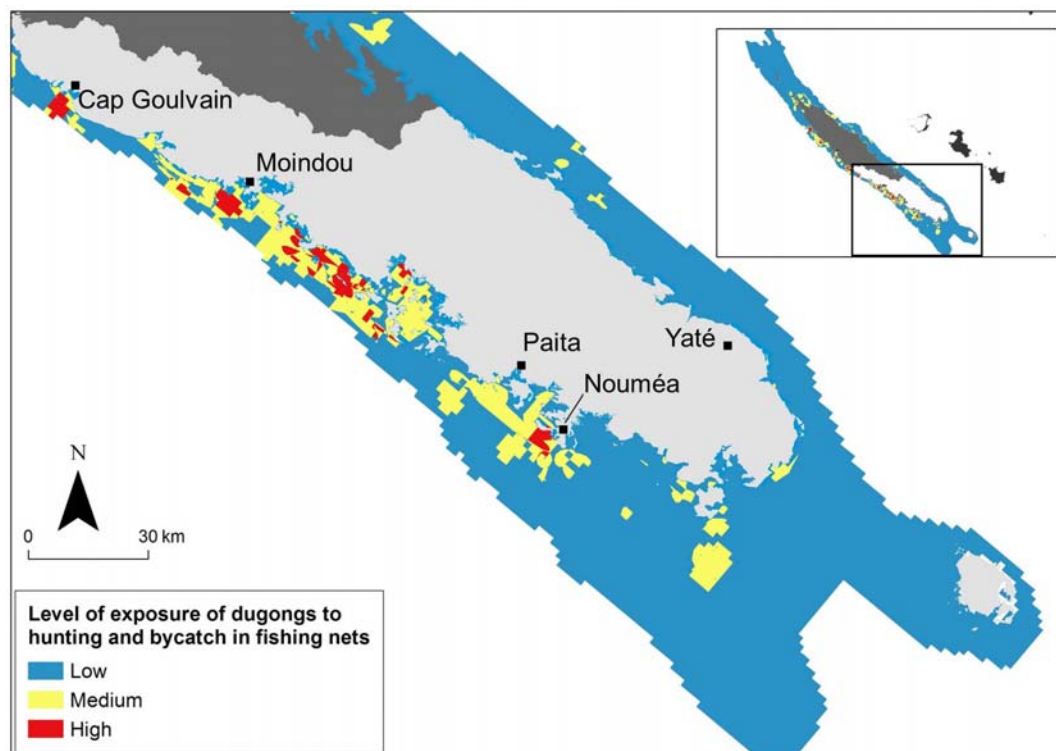 Cap Goulvain
Moindou
Paita
Yaté
Nouméa
N
0 30 km
Level of exposure of dugongs to
hunting and bycatch in fishing nets
Low
Medium
High